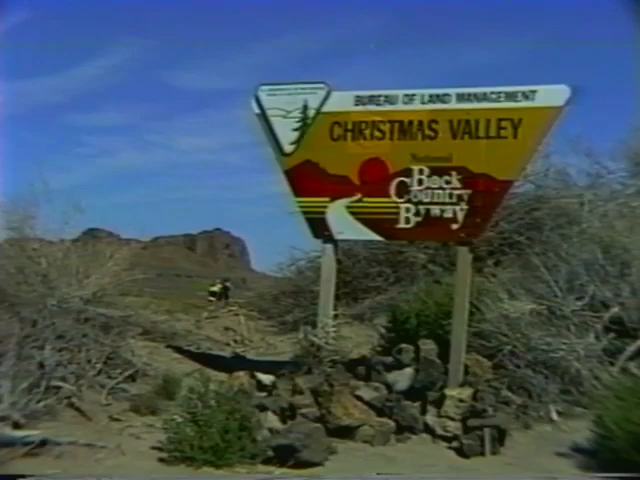 BUREAU OF LAND MANAGEMENT
CHRISTMAS VALLEY
National
Back
Country
Byway